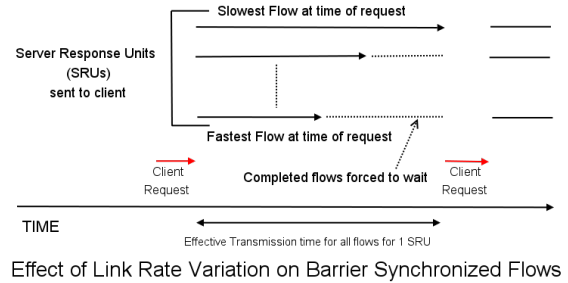 Slowest Flow at time of request
Server Response Units
(SRUs)
sent to client
Fastest Flow at time of request
Client
Request
Completed flows forced to wait
Client
Request
TIME
Effective Transmission time for all flows for 1 SRU
Effect of Link Rate Variation on Barrier Synchronized Flows